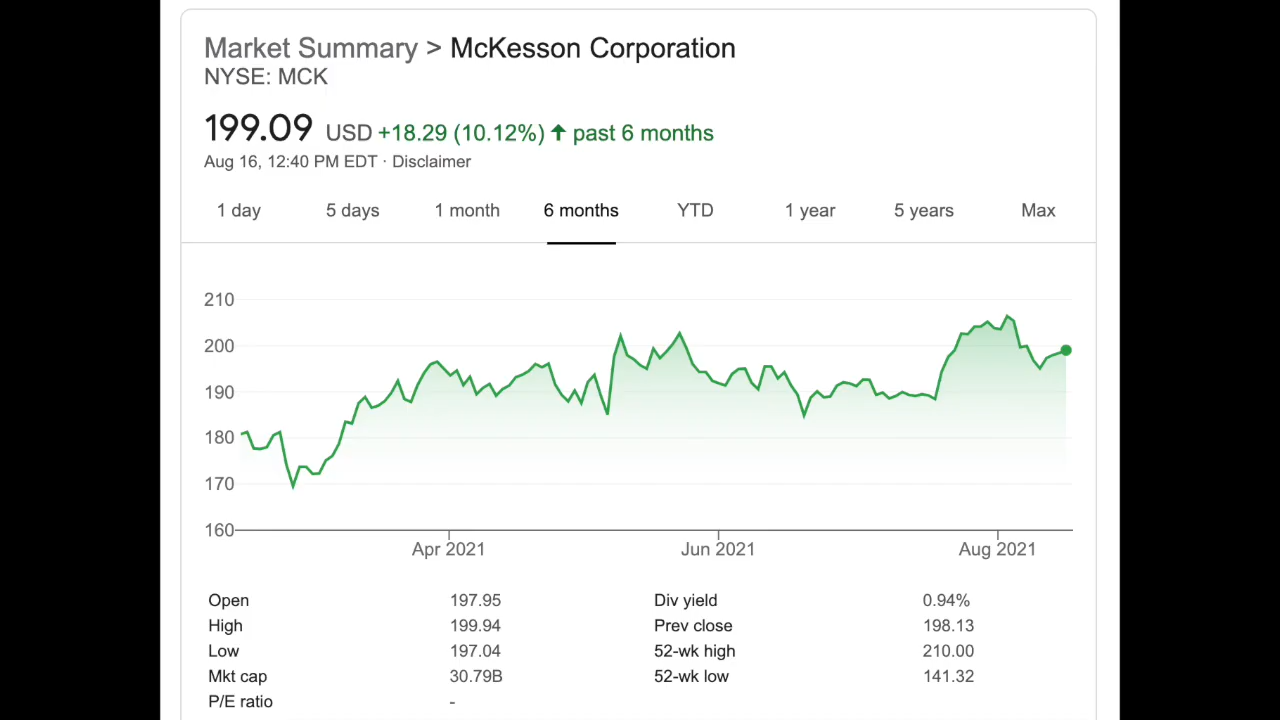 Market Summary > McKesson Corporation
NYSE: MCK
199.09 USD +18.29 (10.12%) ↑ past 6 months
Aug 16, 12:40 PM EDT · Disclaimer
1 day 5 days 1 month 6 months YTD 1 year 5 years Max
210
200
190
180
170
160
Apr 2021 Jun 2021 Aug 2021
Open 197.95 Div yield 0.94%
High 199.94 Prev close 198.13
Low 197.04 52-wk high 210.00
Mkt cap 30.79B 52-wk low 141.32
P/E ratio -